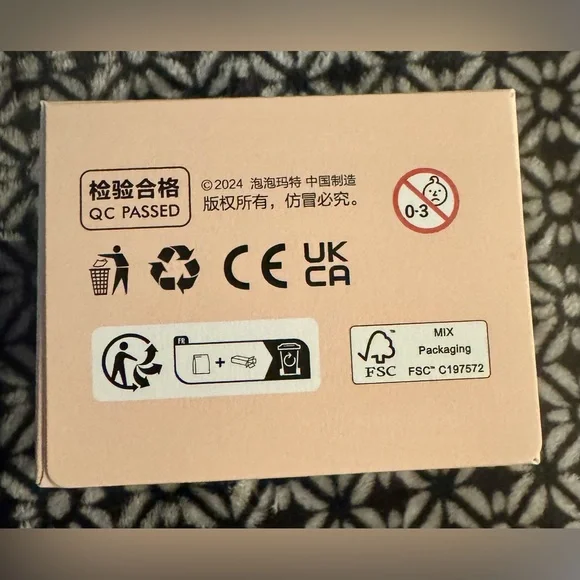 检验合格
QC PASSED
©2024 泡泡玛特 中国制造
版权所有，仿冒必究。
0-3
CE
UK
CA
FR
+
FSC
MIX
Packaging
FSC™ C197572